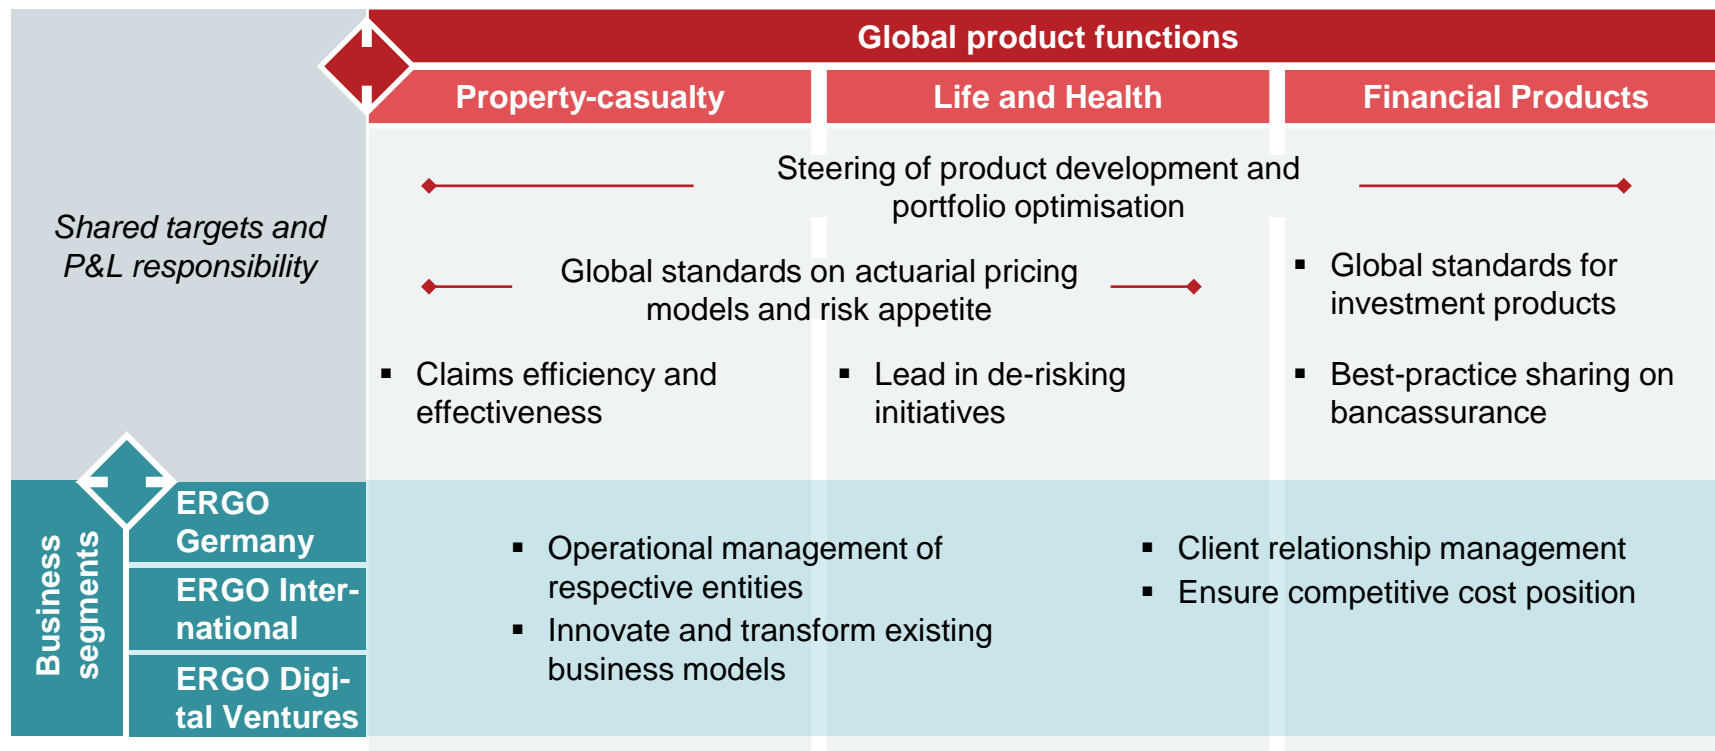 Global product functions
Property-casualty
Life and Health
Financial Products
Shared targets and
P&L responsibility
Steering of product development and
portfolio optimisation
Global standards on actuarial pricing
models and risk appetite
▪ Global standards for
investment products
▪ Claims efficiency and
effectiveness
▪ Lead in de-risking
initiatives
▪ Best-practice sharing on
bancassurance
Business
segments
ERGO
Germany
ERGO Inter-
national
ERGO Digi-
tal Ventures
▪ Operational management of
respective entities
▪ Innovate and transform existing
business models
▪ Client relationship management
▪ Ensure competitive cost position